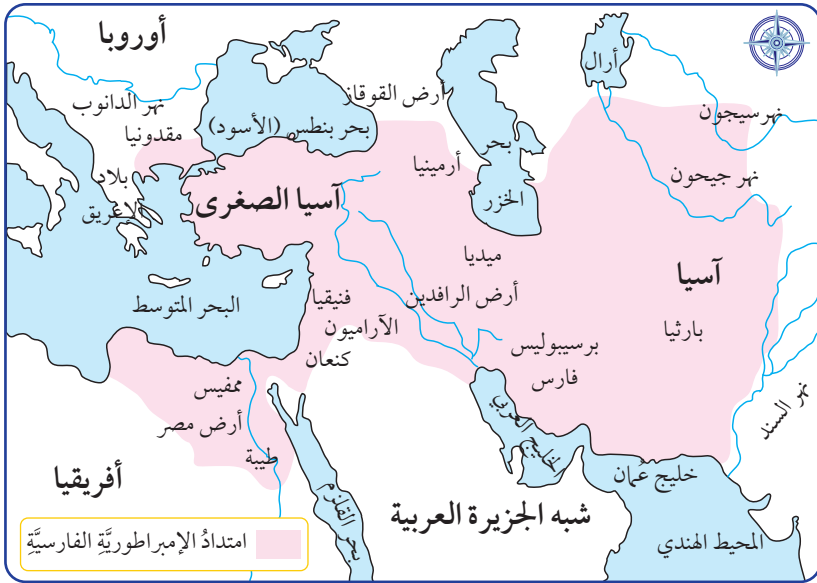 أوروبا
أرال
نهر الدانوب
أرض القوقاز
نهر سيجون
مقدونيا
بحر بنطس (الأسود)
بحر
الخزر
أرمينيا
نهر جيحون
بلاد
الإغريق
آسيا الصغرى
ميديا
آسيا
أرض الرافدين
فنيقيا
البحر المتوسط
الآراميون
بارثيا
برسيبوليس
كنعان
فارس
ممفيس
أرض مصر
نهر السند
الخليج العربي
طيبة
خليج عُمان
أفريقيا
بحر القلزم
شبه الجزيرة العربية
المحيط الهندي
امتدادُ الإمبراطوريَّةِ الفارسيَّةِ